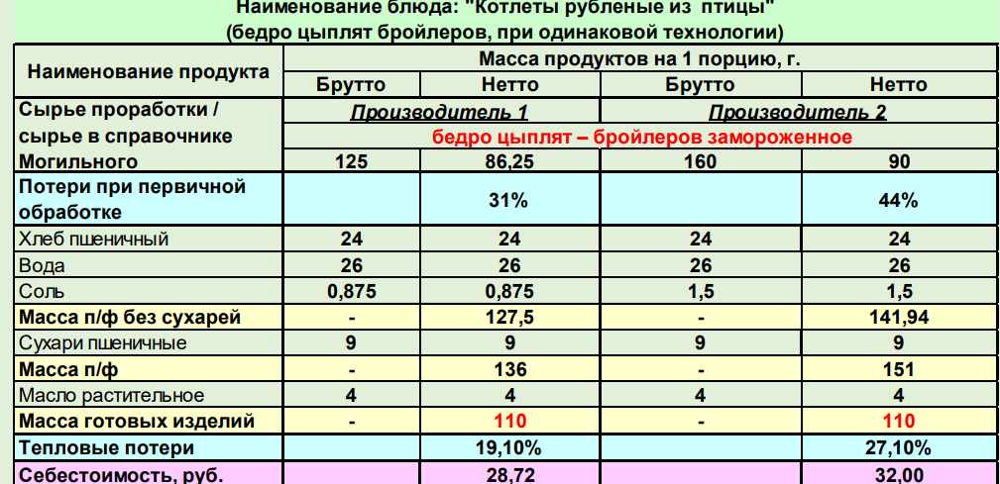 Наименование блюда: "Котлеты рубленые из птицы"
(бедро цыплят бройлеров, при одинаковой технологии)
Наименование продукта
Масса продуктов на 1 порцию, г.
Брутто Нетто Брутто Нетто
Сырье проработки /
сырье в справочнике
Могильного
Производитель 1 Производитель 2
бедро цыплят – бройлеров замороженное
125 86,25 160 90
Потери при первичной
обработке
31% 44%
Хлеб пшеничный 24 24 24 24
Вода 26 26 26 26
Соль 0,875 0,875 1,5 1,5
Масса п/ф без сухарей - 127,5 - 141,94
Сухари пшеничные 9 9 9 9
Масса п/ф - 136 - 151
Масло растительное 4 4 4 4
Масса готовых изделий - 110 - 110
Тепловые потери 19,10% 27,10%
Себестоимость, руб. 28,72 32,00